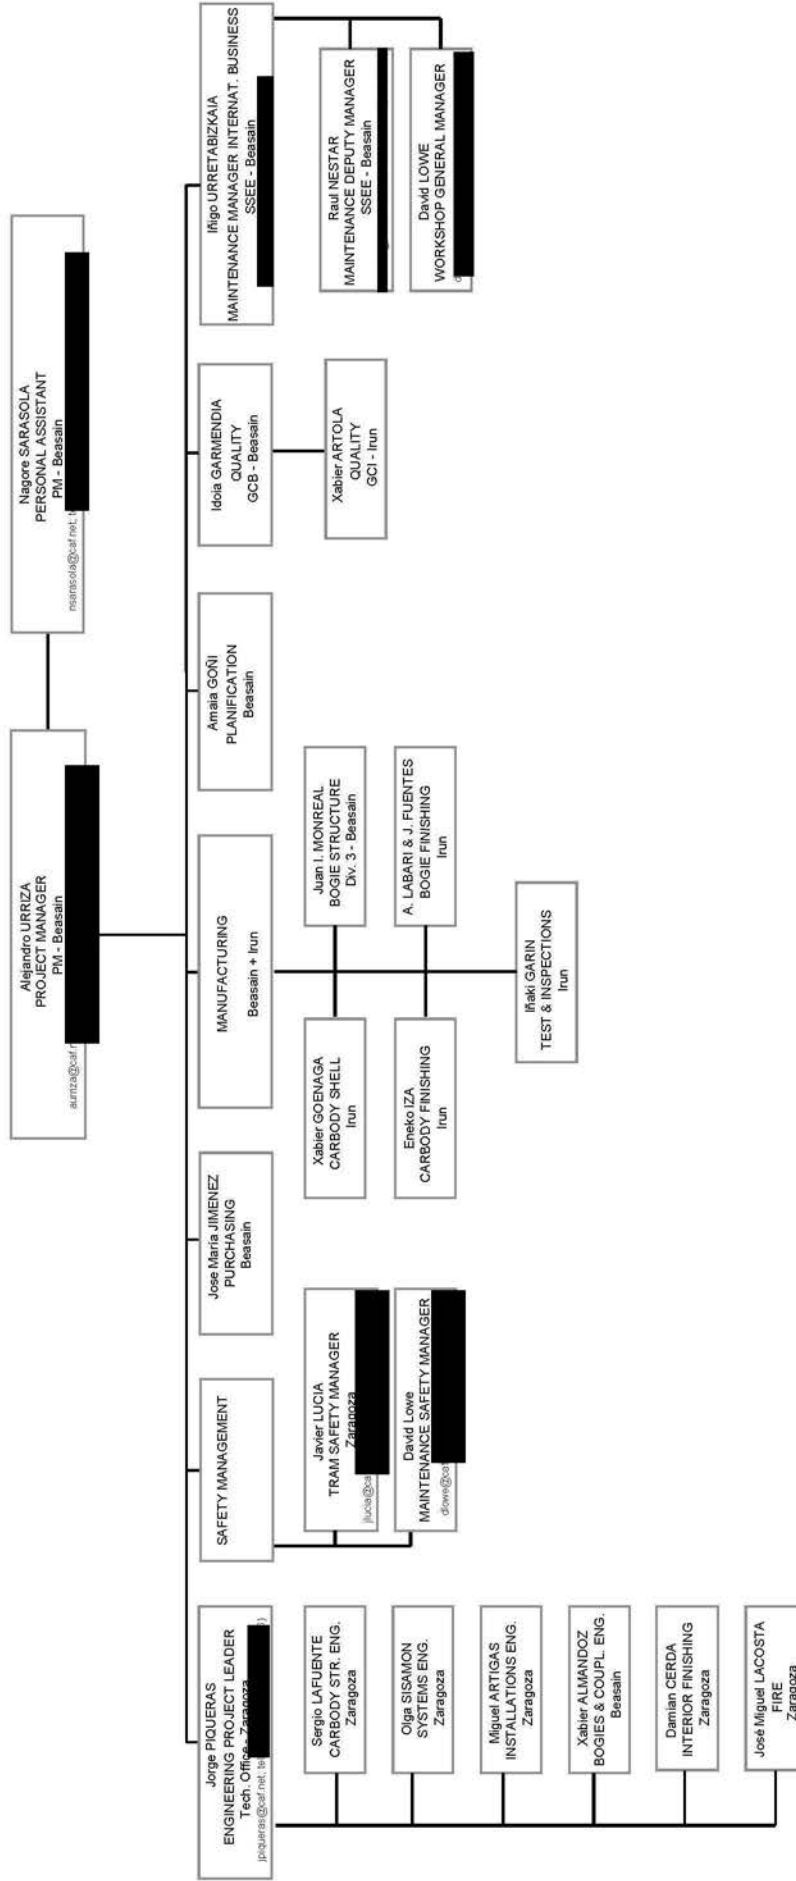 Alejandro URRIZA
PROJECT MANAGER
PM - Beasain
Nagore SARASOLA
PERSONAL ASSISTANT
PM - Beasain
nsarasola@caf.net,
Jorge PIQUERAS
ENGINEERING PROJECT LEADER
Tech. Office - Zaragoza
jpiqueras@caf.net,
SAFETY MANAGEMENT
Jose María JIMENEZ
PURCHASING
Beasain
MANUFACTURING
Beasain + Irun
Amaia GOÑI
PLANIFICATION
Beasain
Idoia GARMENDIA
QUALITY
GCB - Beasain
Iñigo URRETABIZKAIA
MAINTENANCE MANAGER INTERNAT. BUSINESS
SSEE - Beasain
Sergio LAFUENTE
CARBODY STR. ENG.
Zaragoza
Olga SISAMON
SYSTEMS ENG.
Zaragoza
Miguel ARTIGAS
INSTALLATIONS ENG.
Zaragoza
Xabier ALMANDOZ
BOGIES & COUPL. ENG.
Beasain
Damian CERDA
INTERIOR FINISHING
Zaragoza
José Miguel LACOSTA
FIRE
Zaragoza
Javier LUCIA
TRAM SAFETY MANAGER
Zaragoza
jlucia@ca
David Lowe
MAINTENANCE SAFETY MANAGER
dlowe@caf
Xabier GOENAGA
CARBODY SHELL
Irun
Juan I. MONREAL
BOGIE STRUCTURE
Div. 3 - Beasain
Eneko IZA
CARBODY FINISHING
Irun
A. LABARI & J. FUENTES
BOGIE FINISHING
Irun
Iñaki GARIN
TEST & INSPECTIONS
Irun
Xabier ARTOLA
QUALITY
GCI - Irun
Raul NESTAR
MAINTENANCE DEPUTY MANAGER
SSEE - Beasain
David LOWE
WORKSHOP GENERAL MANAGER